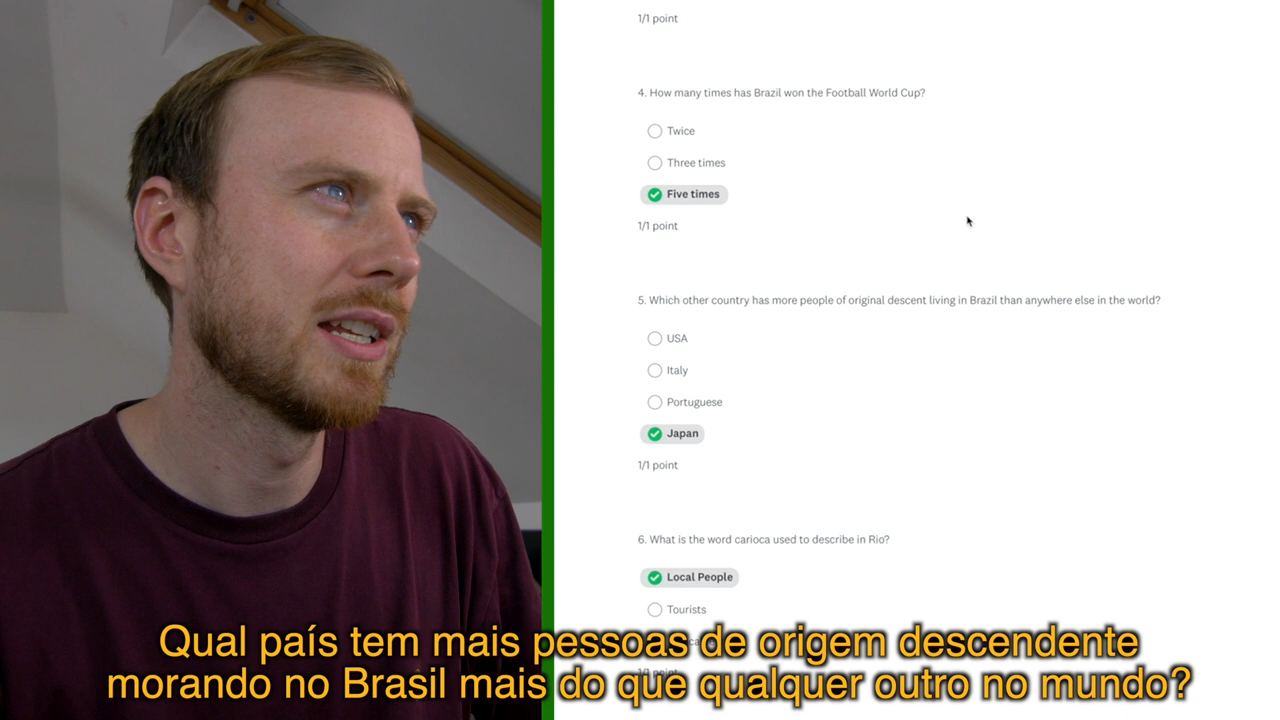 1/1 point
4. How many times has Brazil won the Football World Cup?
Twice
Three times
Five times
1/1 point
5. Which other country has more people of original descent living in Brazil than anywhere else in the world?
USA
Italy
Portuguese
Japan
1/1 point
6. What is the word carioca used to describe in Rio?
Local People
Tourists
Qual país tem mais pessoas de origem descendente
morando no Brasil mais do que qualquer outro no mundo?